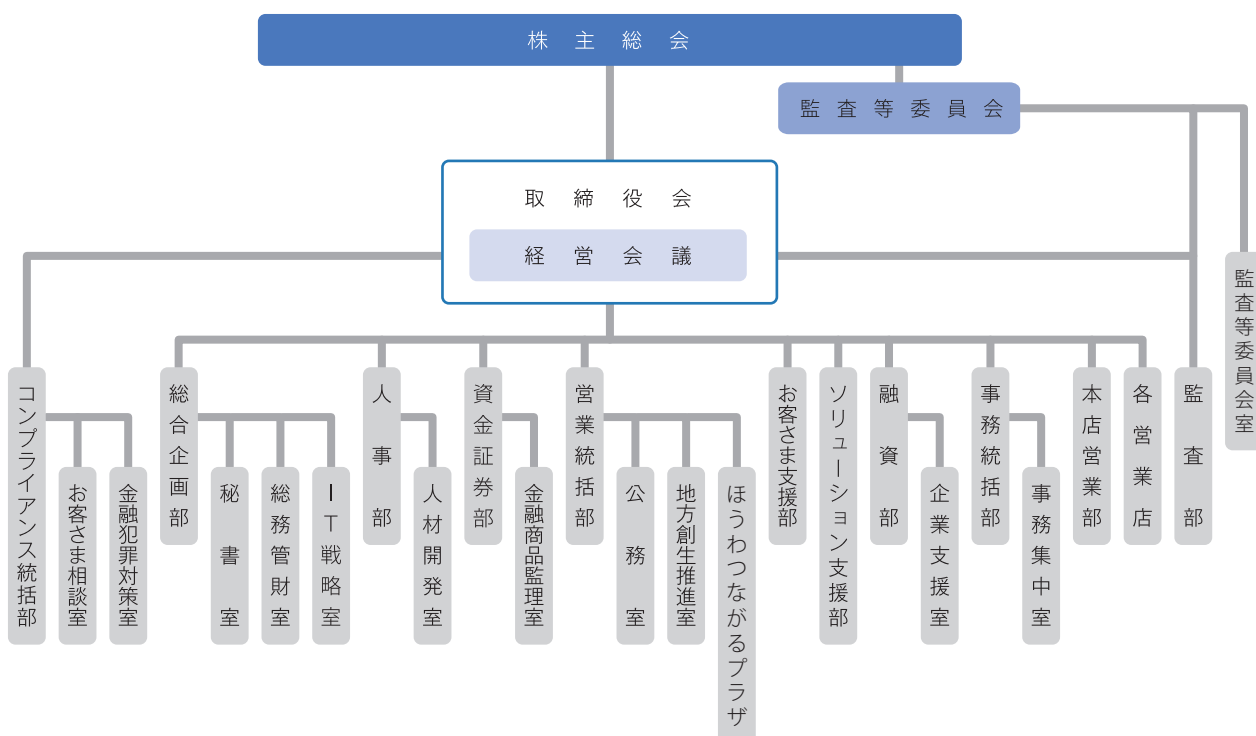 株主総会
監査等委員会
取締役会
経営会議
監査等委員会室
コンプライアンス統括部
お客さま相談室
金融犯罪対策室
総合企画部
秘書室
総務管財室
IT戦略室
人事部
人材開発室
資金証券部
金融商品監理室
営業統括部
公務室
地方創生推進室
ほうわつながるプラザ
お客さま支援部
ソリューション支援部
融資部
企業支援室
事務統括部
事務集中室
本店営業部
各営業店
監査部